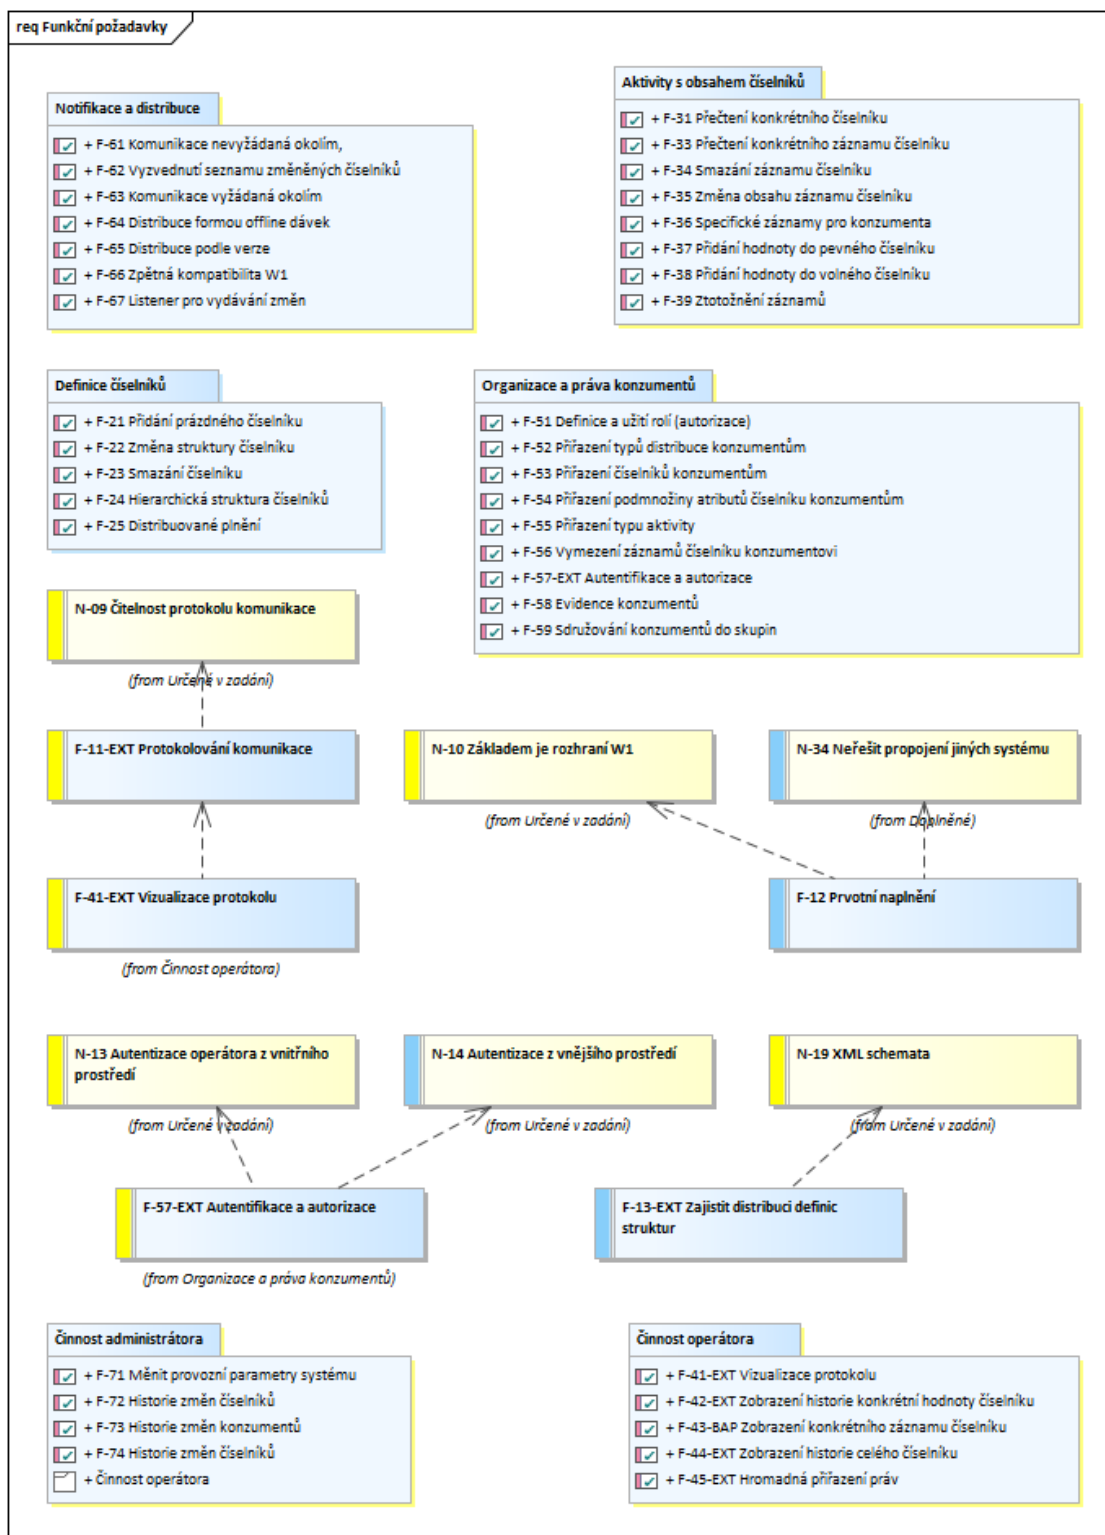 req Funkční požadavky
Notifikace a distribuce
+ F-61 Komunikace nevyžádaná okolím,
+ F-62 Vyzvednutí seznamu změněných číselníků
+ F-63 Komunikace vyžádaná okolím
+ F-64 Distribuce formou offline dávek
+ F-65 Distribuce podle verze
+ F-66 Zpětná kompatibilita W1
+ F-67 Listener pro vydávání změn
Aktivity s obsahem číselníků
+ F-31 Přečtení konkrétního číselníku
+ F-33 Přečtení konkrétního záznamu číselníku
+ F-34 Smazání záznamu číselníku
+ F-35 Změna obsahu záznamu číselníku
+ F-36 Specifické záznamy pro konzumenta
+ F-37 Přidání hodnoty do pevného číselníku
+ F-38 Přidání hodnoty do volného číselníku
+ F-39 Ztotožnění záznamů
Definice číselníků
+ F-21 Přidání prázdného číselníku
+ F-22 Změna struktury číselníku
+ F-23 Smazání číselníku
+ F-24 Hierarchická struktura číselníků
+ F-25 Distribuované plnění
Organizace a práva konzumentů
+ F-51 Definice a užití rolí (autorizace)
+ F-52 Přiřazení typů distribuce konzumentům
+ F-53 Přiřazení číselníků konzumentům
+ F-54 Přiřazení podmnožiny atributů číselníku konzumentům
+ F-55 Přiřazení typu aktivity
+ F-56 Vymezení záznamů číselníku konzumentovi
+ F-57-EXT Autentifikace a autorizace
+ F-58 Evidence konzumentů
+ F-59 Sdružování konzumentů do skupin
N-09 Čitelnost protokolu komunikace
(from Určené v zadání)
F-11-EXT Protokolování komunikace
N-10 Základem je rozhraní W1
(from Určené v zadání)
N-34 Neřešit propojení jiných systému
(from Doplněné)
F-41-EXT Vizualizace protokolu
(from Činnost operátora)
F-12 Prvotní naplnění
N-13 Autentizace operátora z vnitřního
prostředí
(from Určené v zadání)
N-14 Autentizace z vnějšího prostředí
(from Určené v zadání)
N-19 XML schemata
(from Určené v zadání)
F-57-EXT Autentifikace a autorizace
(from Organizace a práva konzumentů)
F-13-EXT Zajistit distribuci definic
struktur
Činnost administrátora
+ F-71 Měnit provozní parametry systému
+ F-72 Historie změn číselníků
+ F-73 Historie změn konzumentů
+ F-74 Historie změn číselníků
+ Činnost operátora
Činnost operátora
+ F-41-EXT Vizualizace protokolu
+ F-42-EXT Zobrazení historie konkrétní hodnoty číselníku
+ F-43-BAP Zobrazení konkrétního záznamu číselníku
+ F-44-EXT Zobrazení historie celého číselníku
+ F-45-EXT Hromadná přiřazení práv